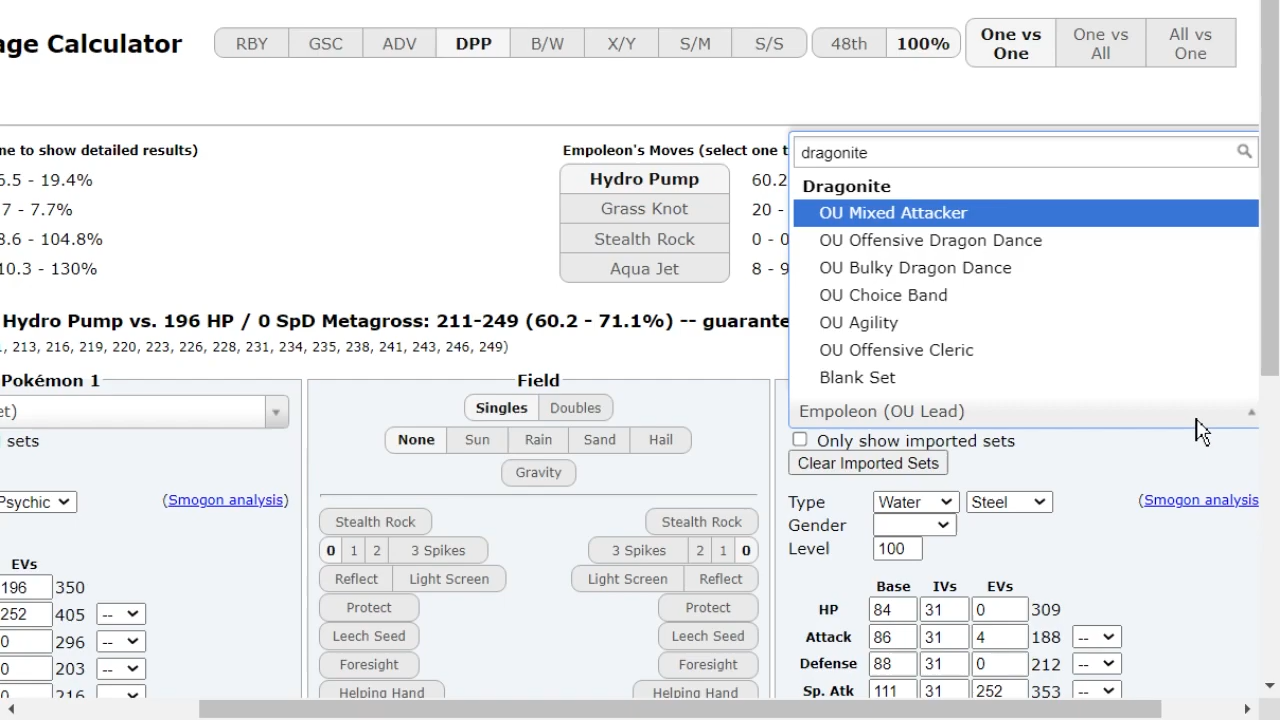 age Calculator
RBY GSC ADV DPP B/W X/Y S/M S/S 48th 100% One vs One One vs All All vs One
ne to show detailed results)
6.5 - 19.4%
7 - 7.7%
8.6 - 104.8%
10.3 - 130%
Empoleon's Moves (select one t
Hydro Pump 60.2
Grass Knot 20 -
Stealth Rock 0 - 0
Aqua Jet 8 - 9
dragonite
Dragonite
OU Mixed Attacker
OU Offensive Dragon Dance
OU Bulky Dragon Dance
OU Choice Band
OU Agility
OU Offensive Cleric
Blank Set
Empoleon (OU Lead)
Hydro Pump vs. 196 HP / 0 SpD Metagross: 211-249 (60.2 - 71.1%) -- guarante
, 213, 216, 219, 220, 223, 226, 228, 231, 234, 235, 238, 241, 243, 246, 249)
Pokémon 1
et)
sets
Psychic (Smogon analysis)
EVs
196 350
252 405 --
0 296 --
0 203 --
0 216 --
Field
Singles Doubles
None Sun Rain Sand Hail
Gravity
Stealth Rock Stealth Rock
0 1 2 3 Spikes 3 Spikes 2 1 0
Reflect Light Screen Light Screen Reflect
Protect Protect
Leech Seed Leech Seed
Foresight Foresight
Helping Hand Helping Hand
Only show imported sets
Clear Imported Sets
Type Water Steel (Smogon analysis
Gender
Level 100
Base IVs EVs
HP 84 31 0 309
Attack 86 31 4 188 --
Defense 88 31 0 212 --
Sp. Atk 111 31 252 353 --